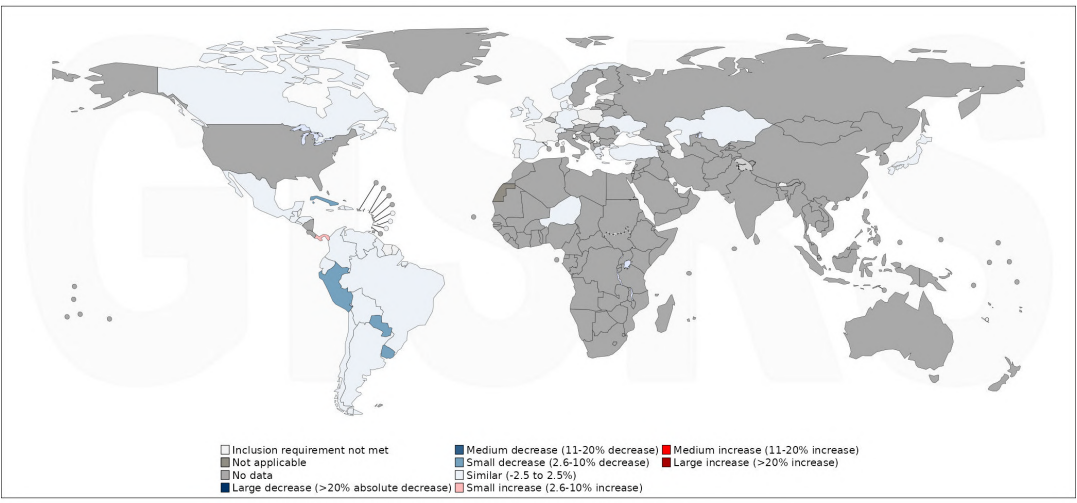 GISRS
Inclusion requirement not met
Not applicable
No data
Large decrease (>20% absolute decrease)
Medium decrease (11-20% decrease)
Small decrease (2.6-10% decrease)
Similar (-2.5 to 2.5%)
Small increase (2.6-10% increase)
Medium increase (11-20% increase)
Large increase (>20% increase)